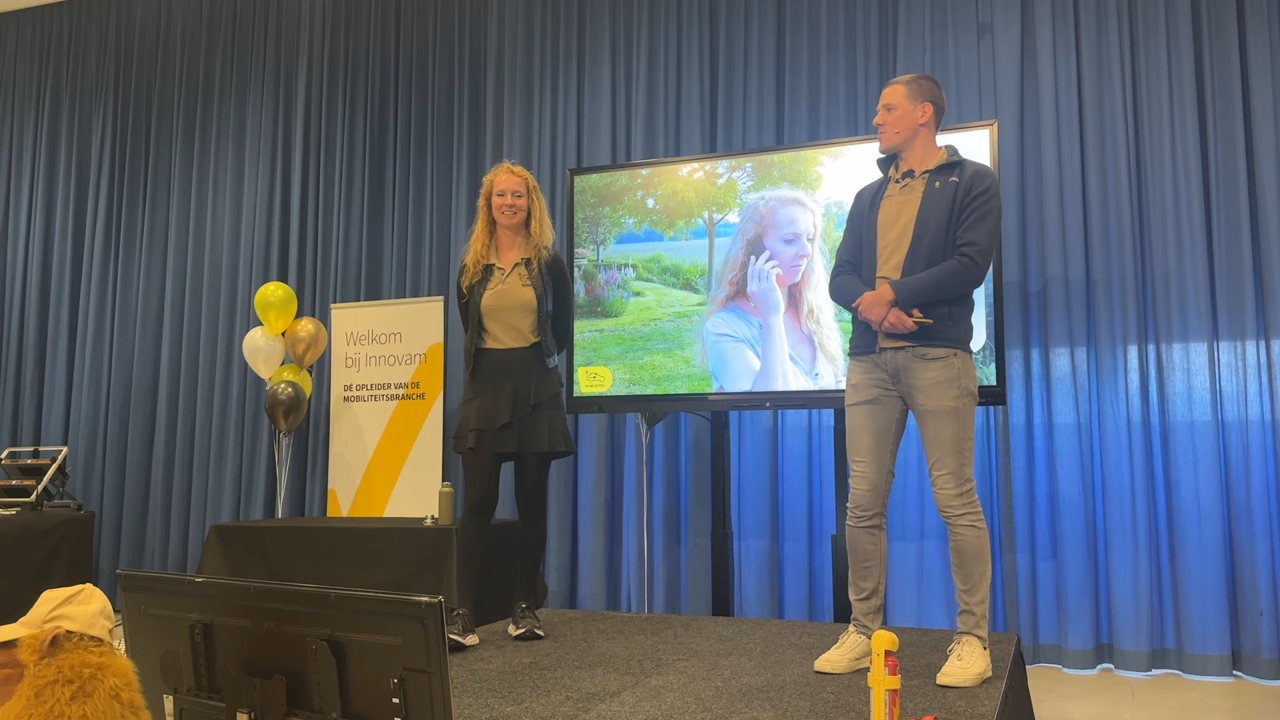 Welkom
bij Innovam
DÉ OPLEIDER VAN DE
MOBILITEITSBRANCHE